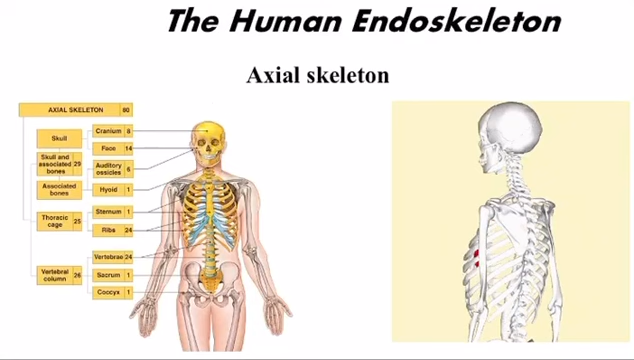 The Human Endoskeleton
Axial skeleton
AXIAL SKELETON 80
Skull
Cranium 8
Face 14
Skull and
associated 29
bones
Auditory 6
ossicles
Associated
bones
Hyoid 1
Thoracic 25
cage
Sternum 1
Ribs 24
Vertebral 26
column
Vertebrae 24
Sacrum 1
Coccyx 1